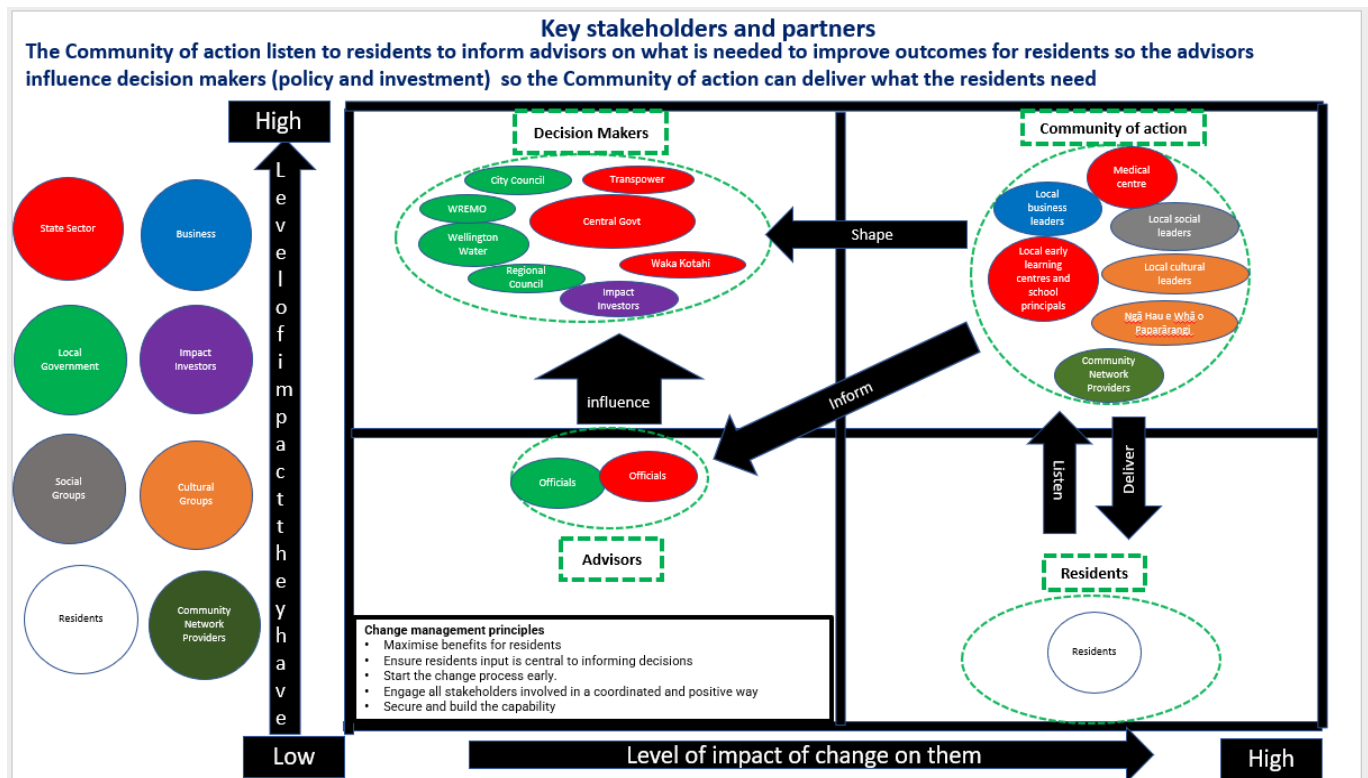 Key stakeholders and partners
The Community of action listen to residents to inform advisors on what is needed to improve outcomes for residents so the advisors
influence decision makers (policy and investment) so the Community of action can deliver what the residents need
High
Level of impact they have
Low
State Sector
Business
Local
Government
Impact
Investors
Social
Groups
Cultural
Groups
Residents
Community
Network
Providers
Decision Makers
City Council
Transpower
WREMO
Central Govt
Wellington
Water
Waka Kotahi
Regional
Council
Impact
Investors
Shape
influence
Inform
Community of action
Medical
centre
Local
business
leaders
Local social
leaders
Local early
learning
centres and
school
principals
Local cultural
leaders
Ngā Hau e Whā o
Paparārangi
Community
Network
Providers
Officials
Officials
Advisors
Listen
Deliver
Residents
Residents
Change management principles
• Maximise benefits for residents
• Ensure residents input is central to informing decisions
• Start the change process early.
• Engage all stakeholders involved in a coordinated and positive way
• Secure and build the capability
Level of impact of change on them
High